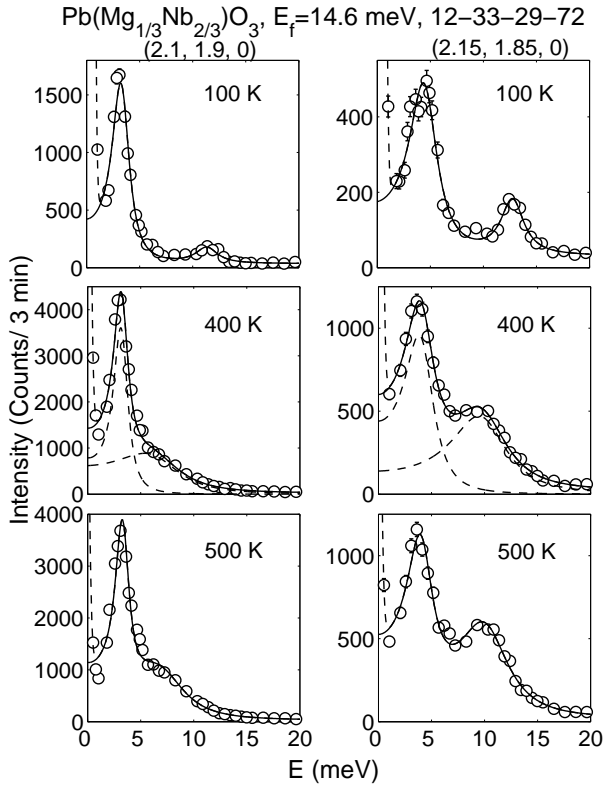 Pb(Mg1/3Nb2/3)O3, Ef=14.6 meV, 12−33−29−72
(2.1, 1.9, 0)
(2.15, 1.85, 0)
100 K
1500
1000
500
0
100 K
400
200
0
400 K
4000
3000
2000
1000
0
400 K
1000
500
0
500 K
4000
3000
2000
1000
0
0 5 10 15 20
500 K
1000
500
0
0 5 10 15 20
Intensity (Counts/ 3 min)
E (meV)